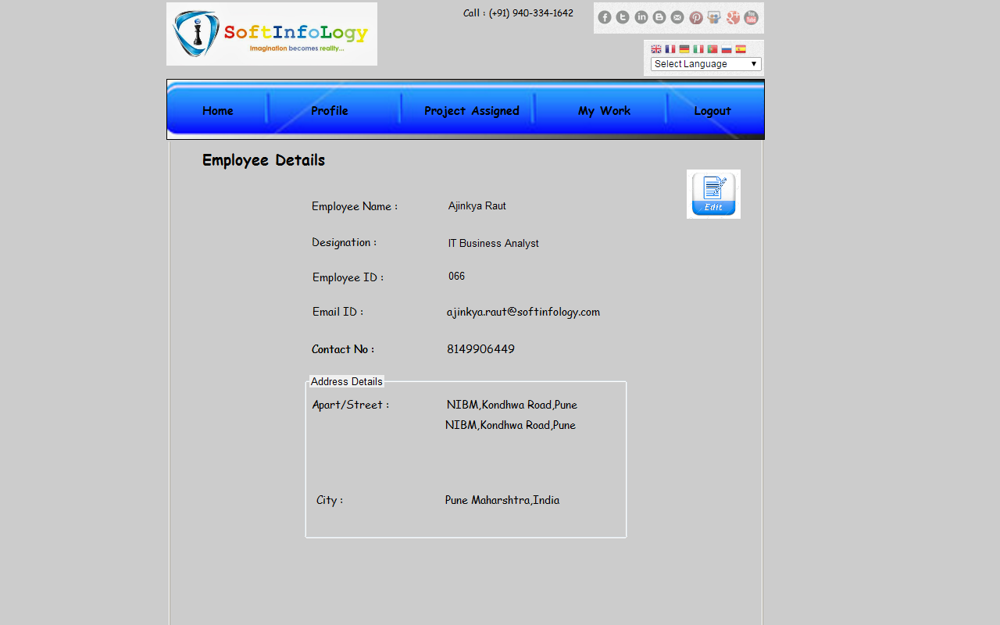 SoftInfoLogy
Imagination becomes reality...
Call : (+91) 940-334-1642
Select Language
Home Profile Project Assigned My Work Logout
Employee Details
Edit
Employee Name : Ajinkya Raut
Designation : IT Business Analyst
Employee ID : 066
Email ID : ajinkya.raut@softinfology.com
Contact No : 8149906449
Address Details
Apart/Street : NIBM,Kondhwa Road,Pune
NIBM,Kondhwa Road,Pune
City : Pune Maharshtra,India